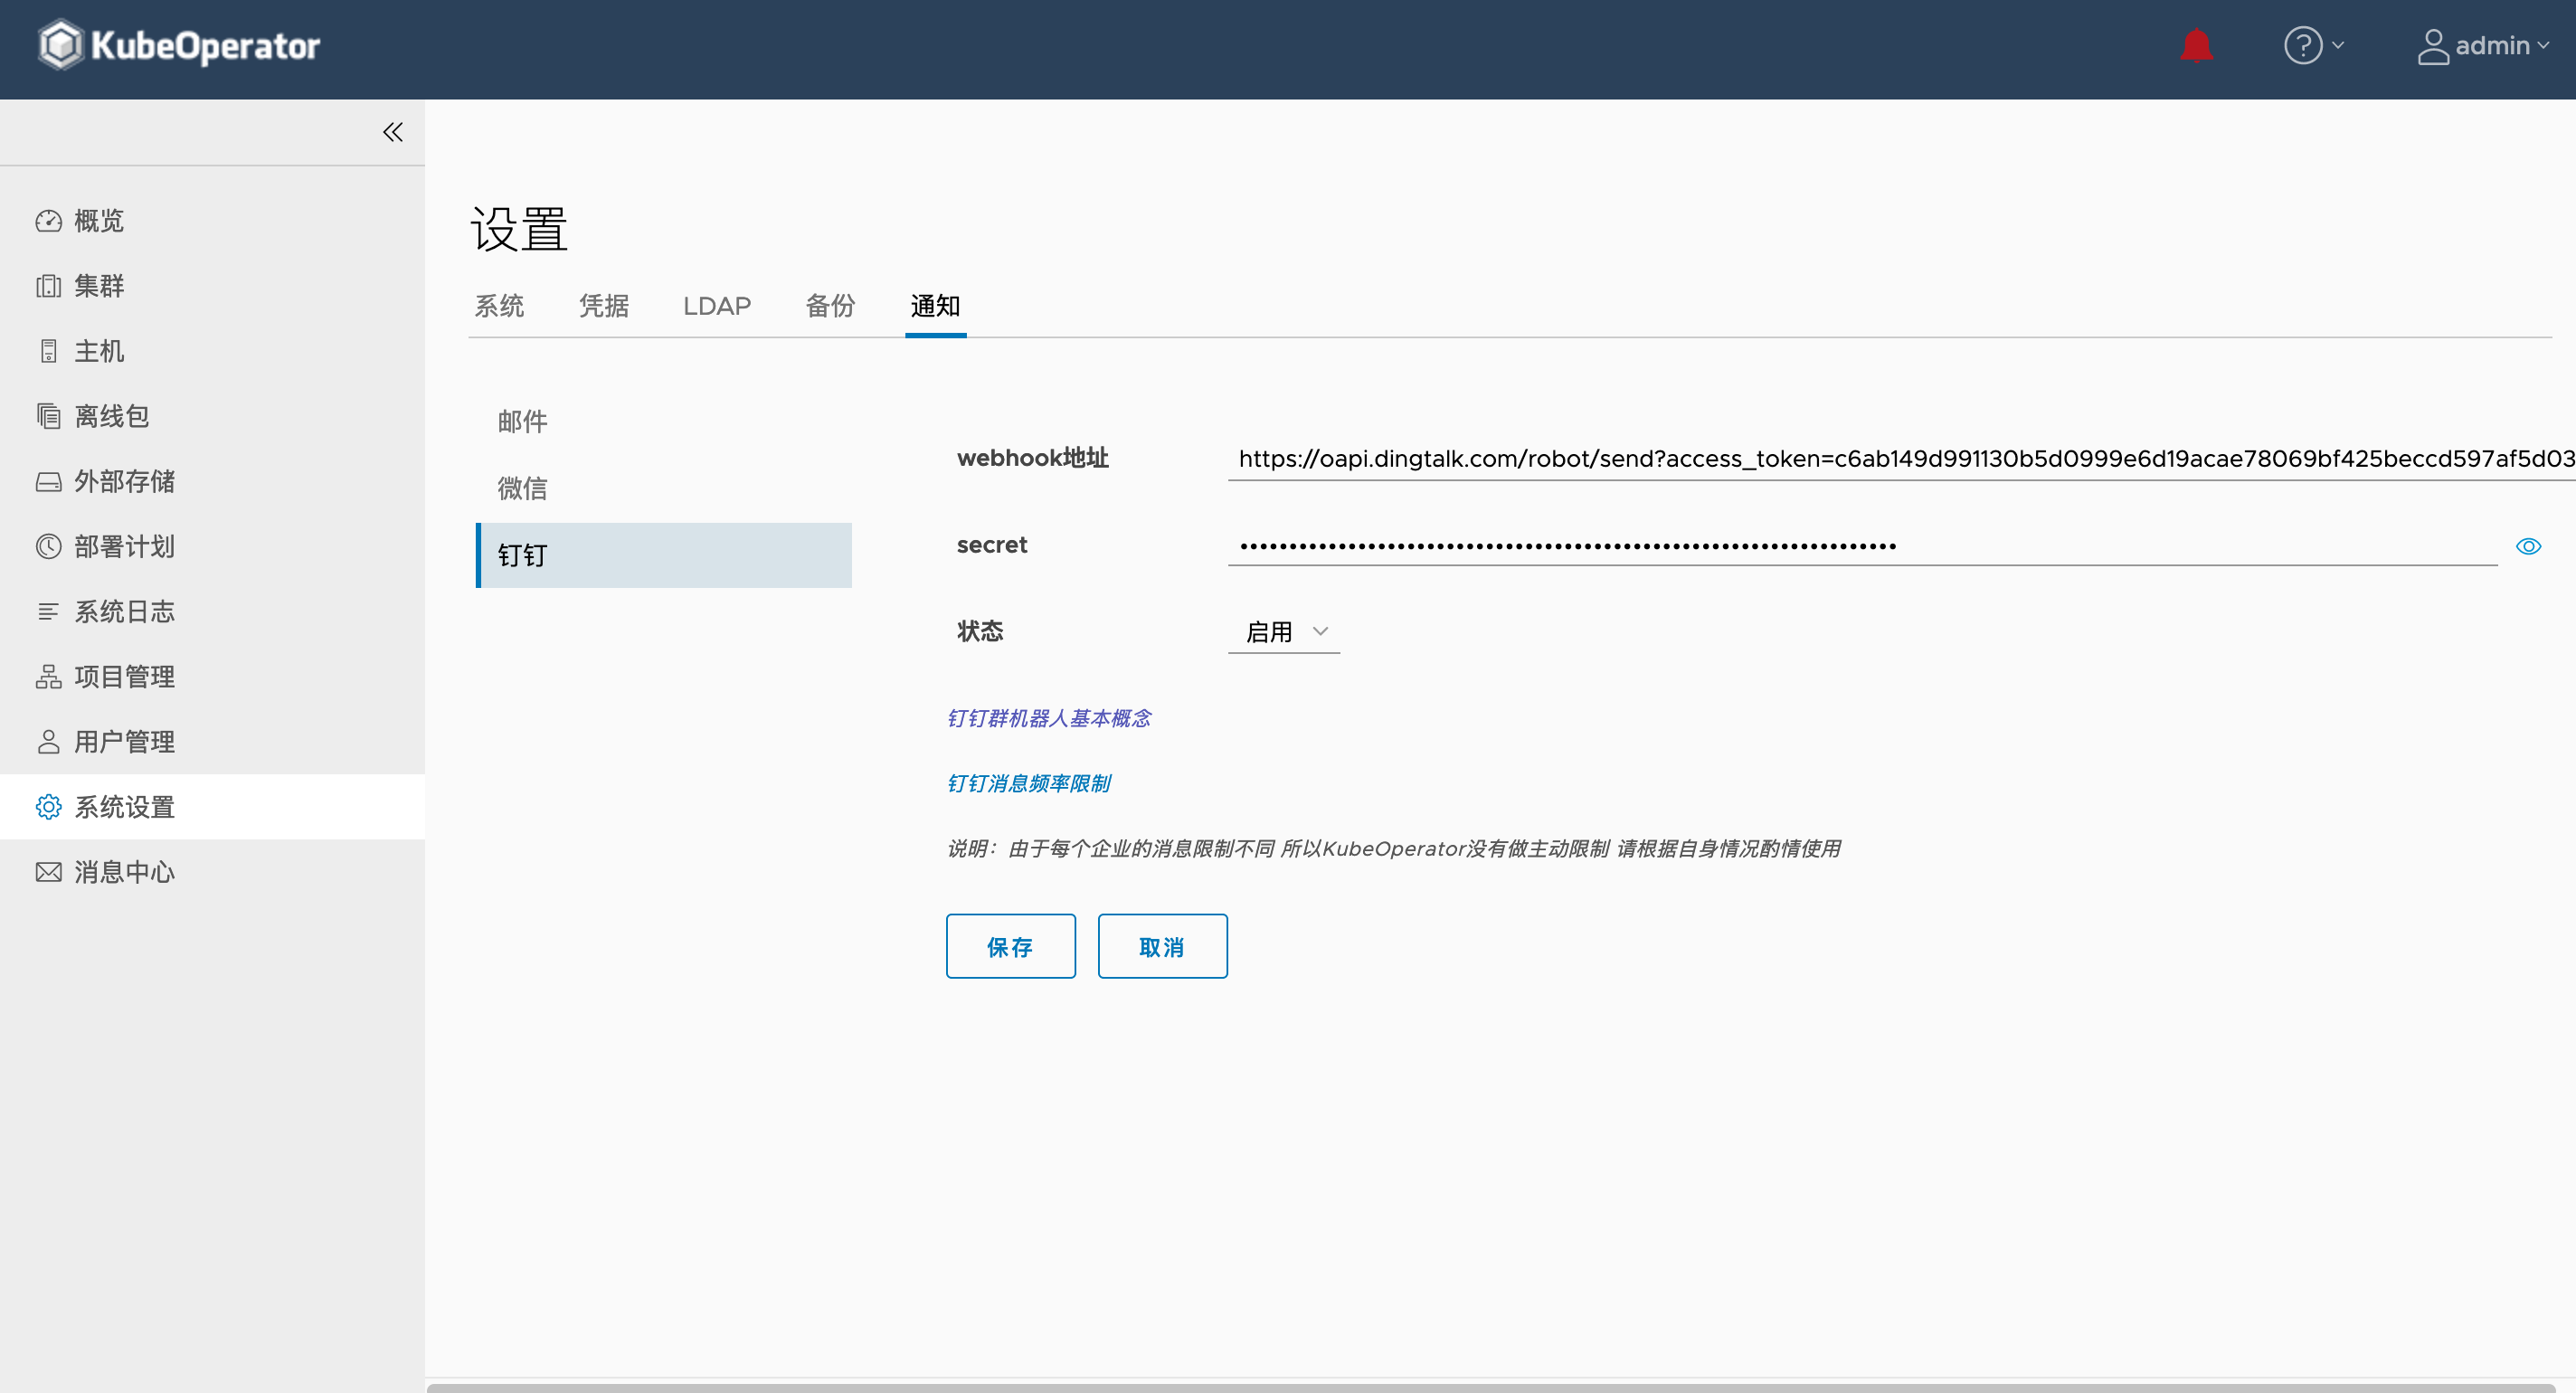 KubeOperator
admin
概览
集群
主机
离线包
外部存储
部署计划
系统日志
项目管理
用户管理
系统设置
消息中心
设置
系统 凭据 LDAP 备份 通知
邮件
微信
钉钉
webhook地址 https://oapi.dingtalk.com/robot/send?access_token=c6ab149d991130b5d0999e6d19acae78069bf425beccd597af5d03
secret ••••••••••••••••••••••••••••••••••••••••••••••••••••••••••••••••••
状态 启用
钉钉群机器人基本概念
钉钉消息频率限制
说明：由于每个企业的消息限制不同 所以KubeOperator没有做主动限制 请根据自身情况酌情使用
保存 取消